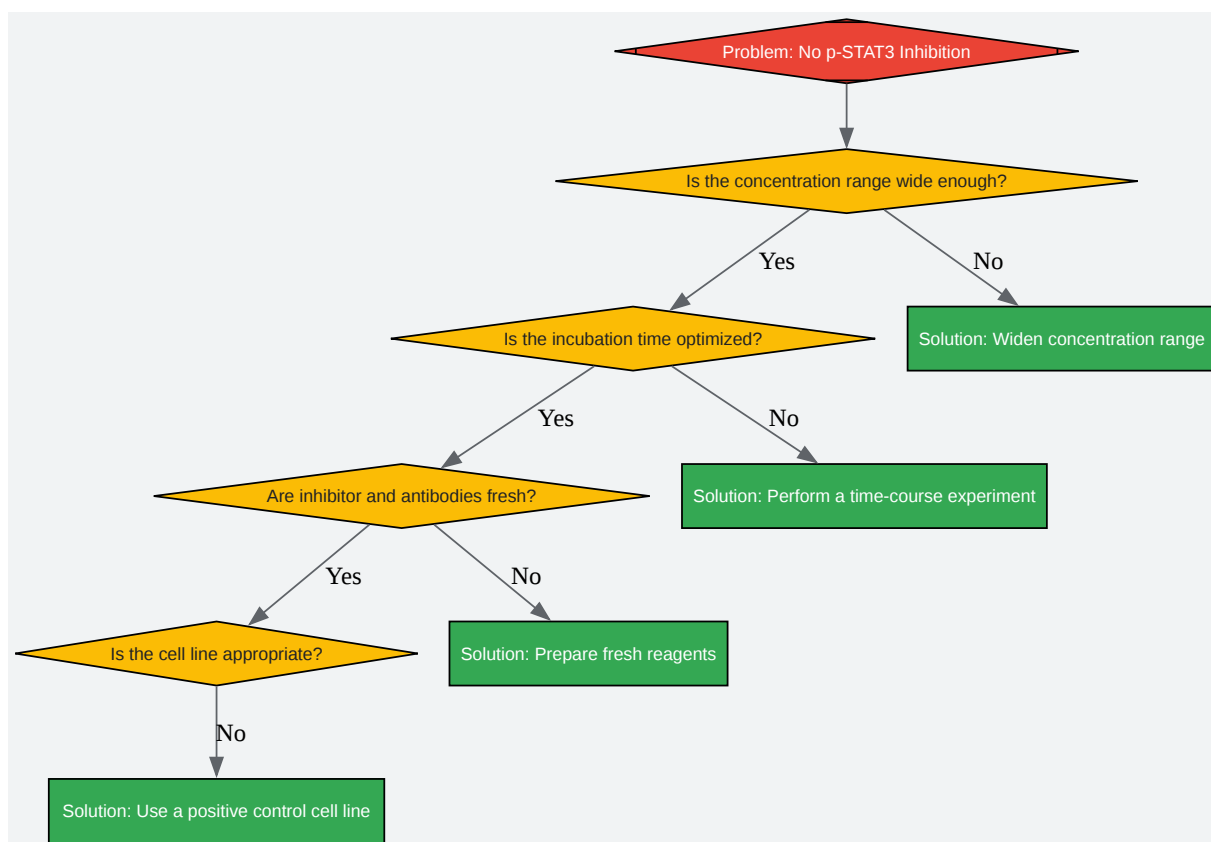 Problem: No p-STAT3 Inhibition
Is the concentration range wide enough?
Yes
No
Is the incubation time optimized?
Solution: Widen concentration range
Yes
No
Are inhibitor and antibodies fresh?
Solution: Perform a time-course experiment
Yes
No
Is the cell line appropriate?
Solution: Prepare fresh reagents
No
Solution: Use a positive control cell line